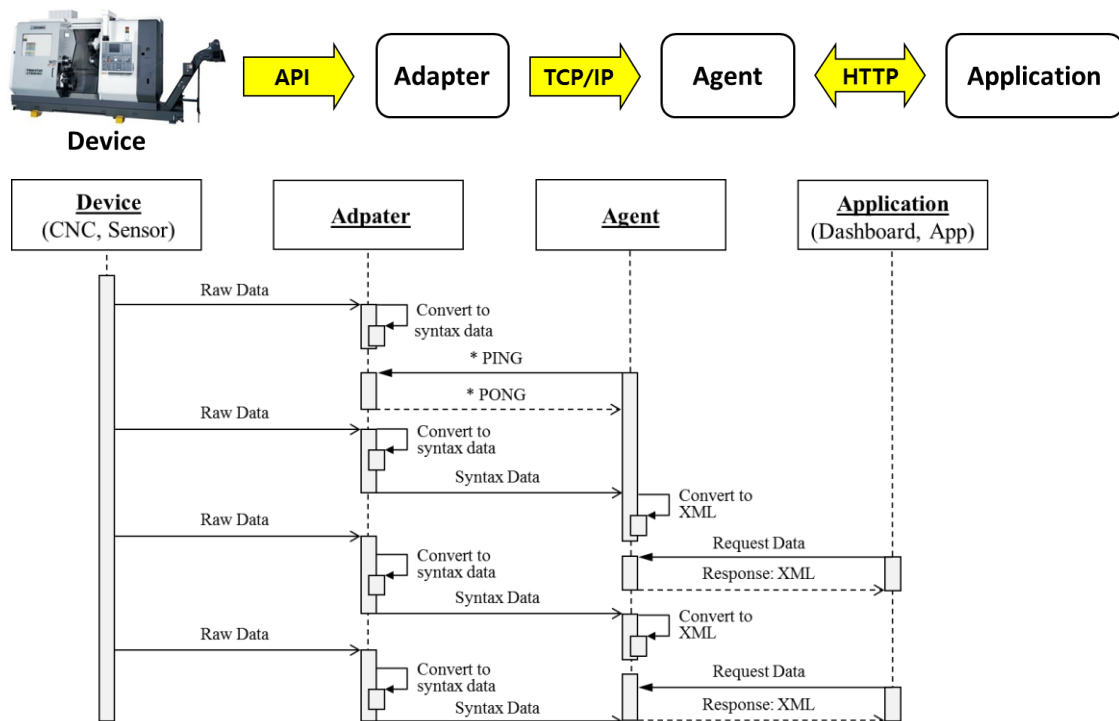 API
Adapter
TCP/IP
Agent
HTTP
Application
Device
Device
(CNC, Sensor)
Adpater
Agent
Application
(Dashboard, App)
Raw Data
Convert to
syntax data
* PING
* PONG
Raw Data
Convert to
syntax data
Syntax Data
Convert to
XML
Raw Data
Request Data
Convert to
syntax data
Response: XML
Syntax Data
Convert to
XML
Raw Data
Convert to
syntax data
Request Data
Syntax Data
Response: XML